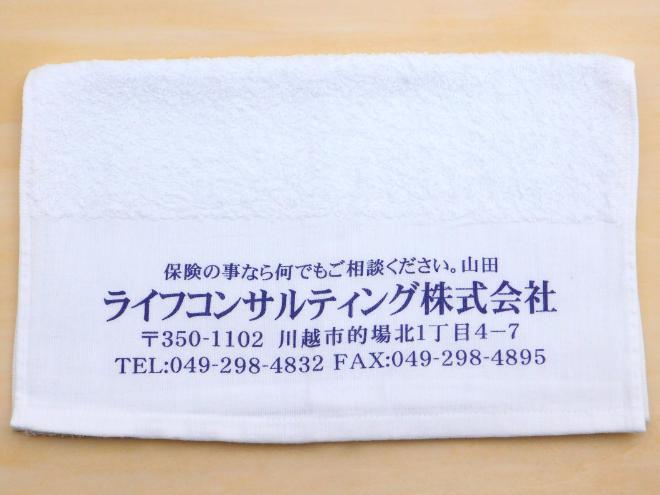 保険の事なら何でもご相談ください。山田
ライフコンサルティング株式会社
〒350-1102 川越市的場北1丁目4−7
TEL:049-298-4832 FAX:049-298-4895